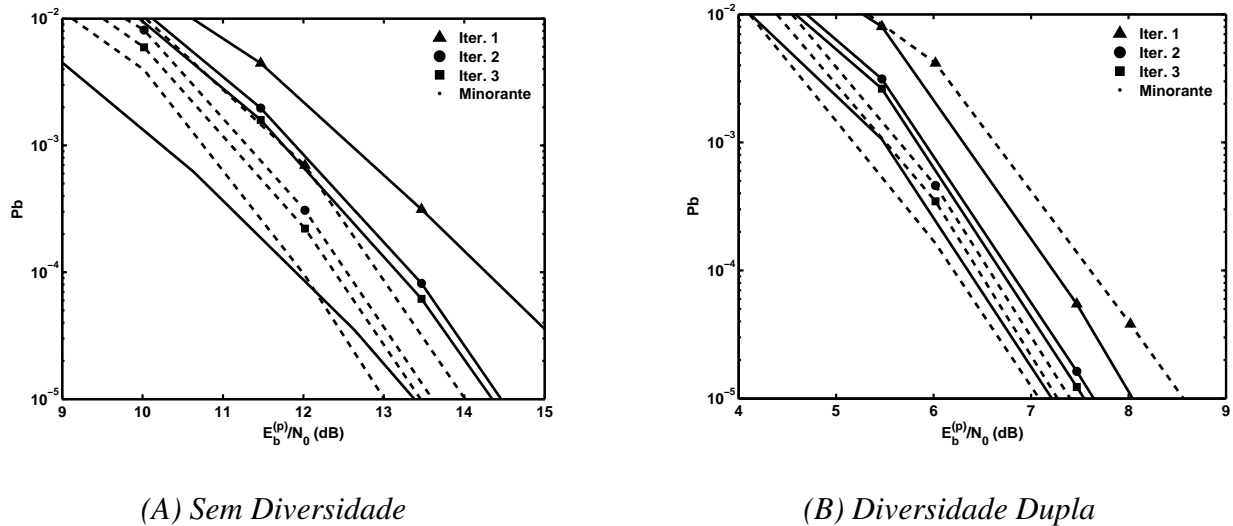 10⁻²
10⁻³
10⁻⁴
10⁻⁵
Pb
Iter. 1
Iter. 2
Iter. 3
Minorante
9 10 11 12 13 14 15
E_b^(p)/N_0 (dB)
(A) Sem Diversidade
10⁻²
10⁻³
10⁻⁴
10⁻⁵
Pb
Iter. 1
Iter. 2
Iter. 3
Minorante
4 5 6 7 8 9
E_b^(p)/N_0 (dB)
(B) Diversidade Dupla